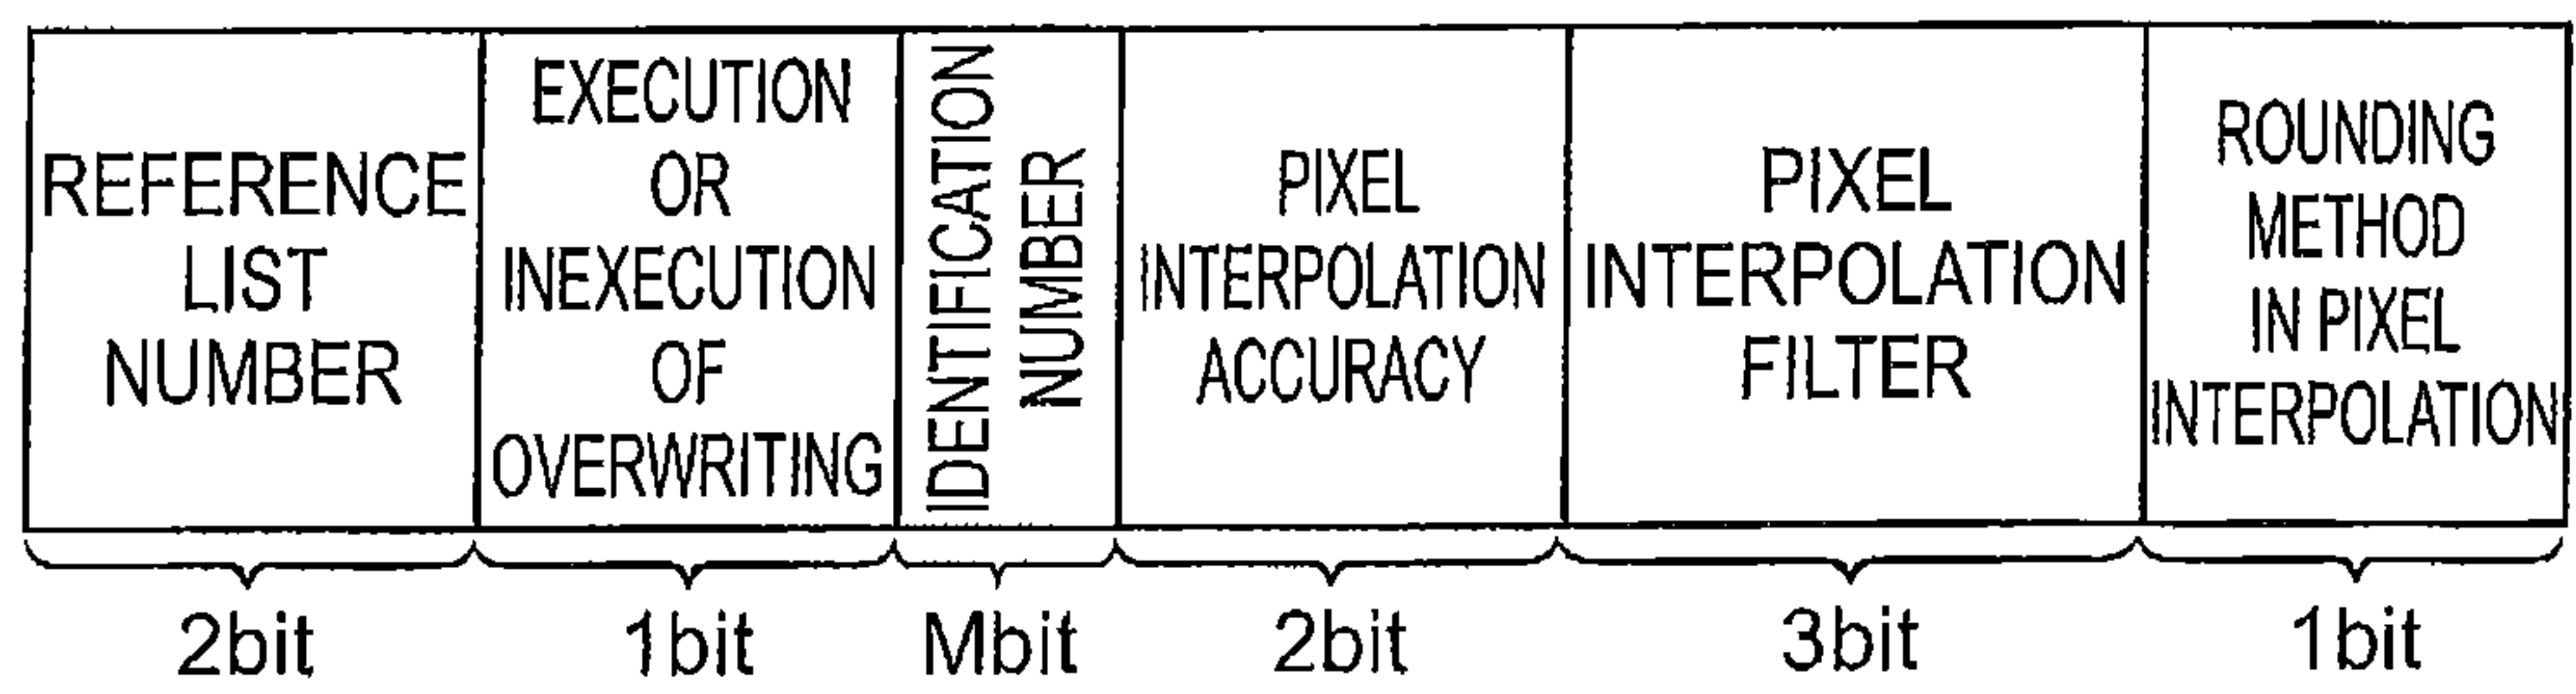 REFERENCE
LIST
NUMBER
EXECUTION
OR
INEXECUTION
OF
OVERWRITING
IDENTIFICATION
NUMBER
PIXEL
INTERPOLATION
ACCURACY
PIXEL
INTERPOLATION
FILTER
ROUNDING
METHOD
IN PIXEL
INTERPOLATION
2bit
1bit
Mbit
2bit
3bit
1bit